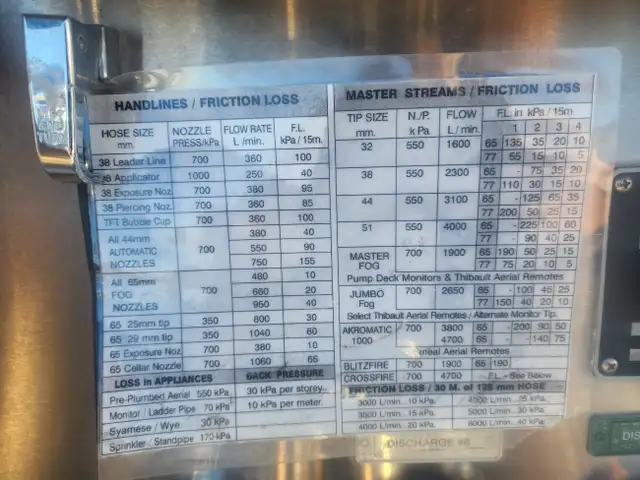 HANDLINES / FRICTION LOSS
HOSE SIZE mm. NOZZLE PRESS/kPa FLOW RATE L/min. F.L. kPa / 15m.
38 Leader Line 700 360 100
38 Applicator 1000 250 40
38 Exposure Noz. 700 380 95
38 Piercing Noz. 700 360 85
TFT Bubble Cup 700 360 100
All 44mm AUTOMATIC NOZZLES 700 380 40
550 90
750 155
All 65mm FOG NOZZLES 700 480 10
660 20
950 40
65 25mm tip 350 800 30
65 29 mm tip 350 1040 60
65 Exposure Noz 700 380 10
65 Cellar Nozzle 700 1060 65
LOSS in APPLIANCES GACK PRESSURE
Pre-Plumbed Aerial 550 kPa. 30 kPa per storey..
Monitor / Ladder Pipe 70 kPa 10 kPa per meter.
Syamese / Wye 30 kPa
Sprinkler / Standpipe 170 kPa
MASTER STREAMS / FRICTION LOSS
TIP SIZE mm. N./P. k Pa FLOW L / min. F.L. in kPa / 15m
1 2 3 4
32 550 1600 65 135 35 20 10
77 55 15 10 5
38 550 2300 65 - 75 35 20
77 110 30 15 10
44 550 3100 65 - 125 65 35
77 200 50 25 15
51 550 4000 65 - 225 100 60
77 - 90 40 25
MASTER FOG 700 1900 65 190 50 25 15
77 75 20 10 5
Pump Deck Monitors & Thibault Aerial Remotes
JUMBO Fog 700 2650 65 - 100 45 25
77 150 40 20 10
Select Thibault Aerial Remotes / Alternate Monitor Tip.
AKROMATIC 1000 700 3800 65 - 200 90 50
4700 65 - - 140 75
Aerial Remotes
BLITZFIRE 700 1900 65 180
CROSSFIRE 700 4700 F.L. - See Below
FRICTION LOSS / 30 M. of 125 mm HOSE
3000 L/min.. 10 kPa. 4500 L/min.. 25 kPa.
3500 L/min.. 15 kPa. 5000 L/min.. 30 kPa.
4000 L/min.. 20 kPa. 6000 L/min.. 40 kPa.
DISCHARGE #6
DIS